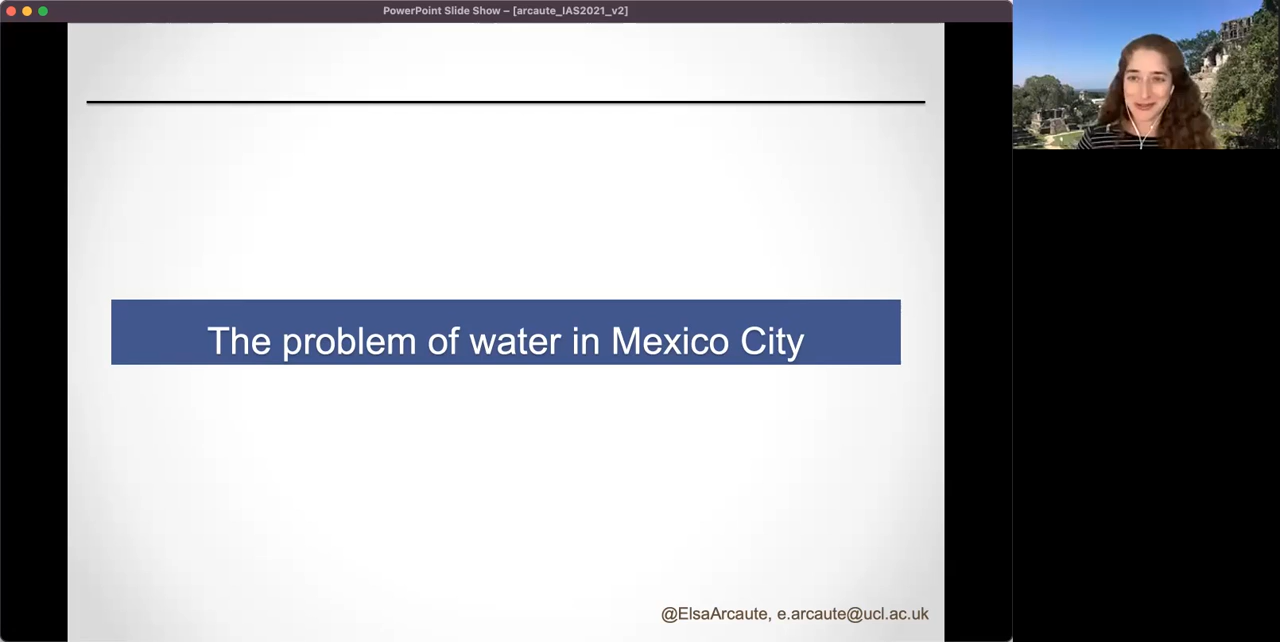 PowerPoint Slide Show – [arcaute_IAS2021_v2]
The problem of water in Mexico City
@ElsaArcaute, e.arcaute@ucl.ac.uk